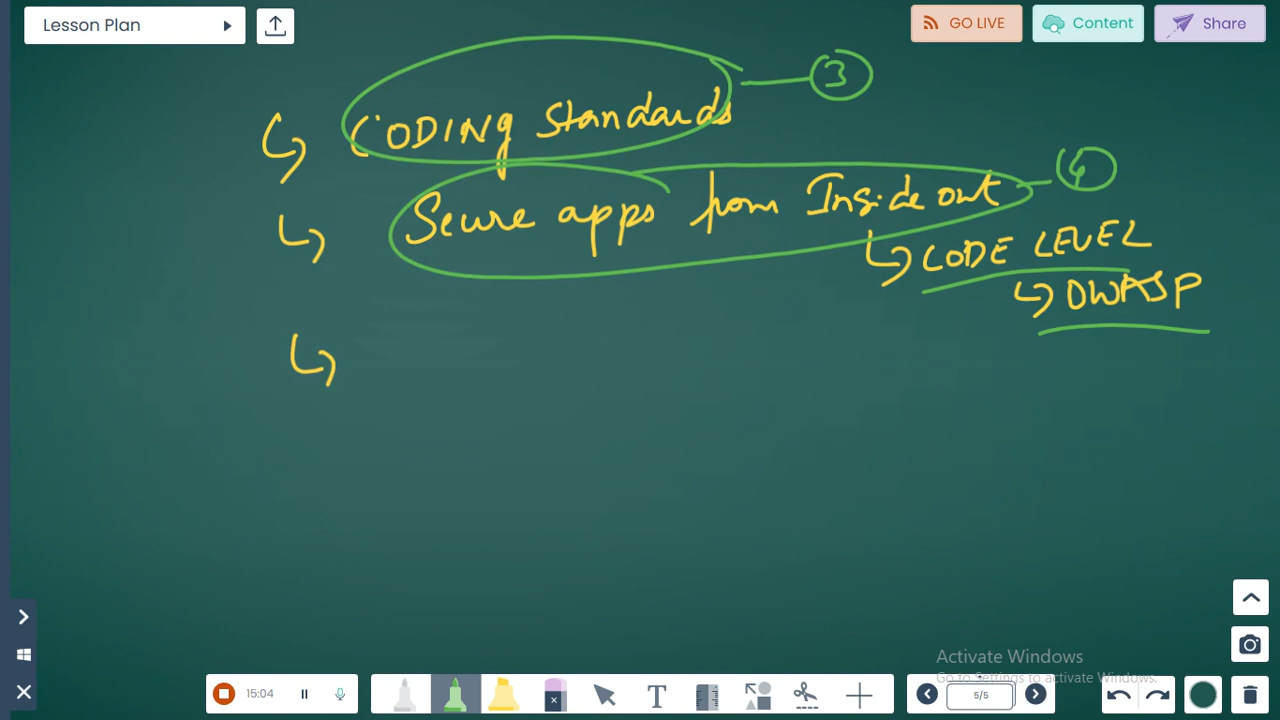 Lesson Plan
GO LIVE
Content
Share
CODING Standards
3
Secure apps from Inside out
4
CODE LEVEL
OWASP
Activate Windows
Go to Settings to activate Windows.
15:04
5/5